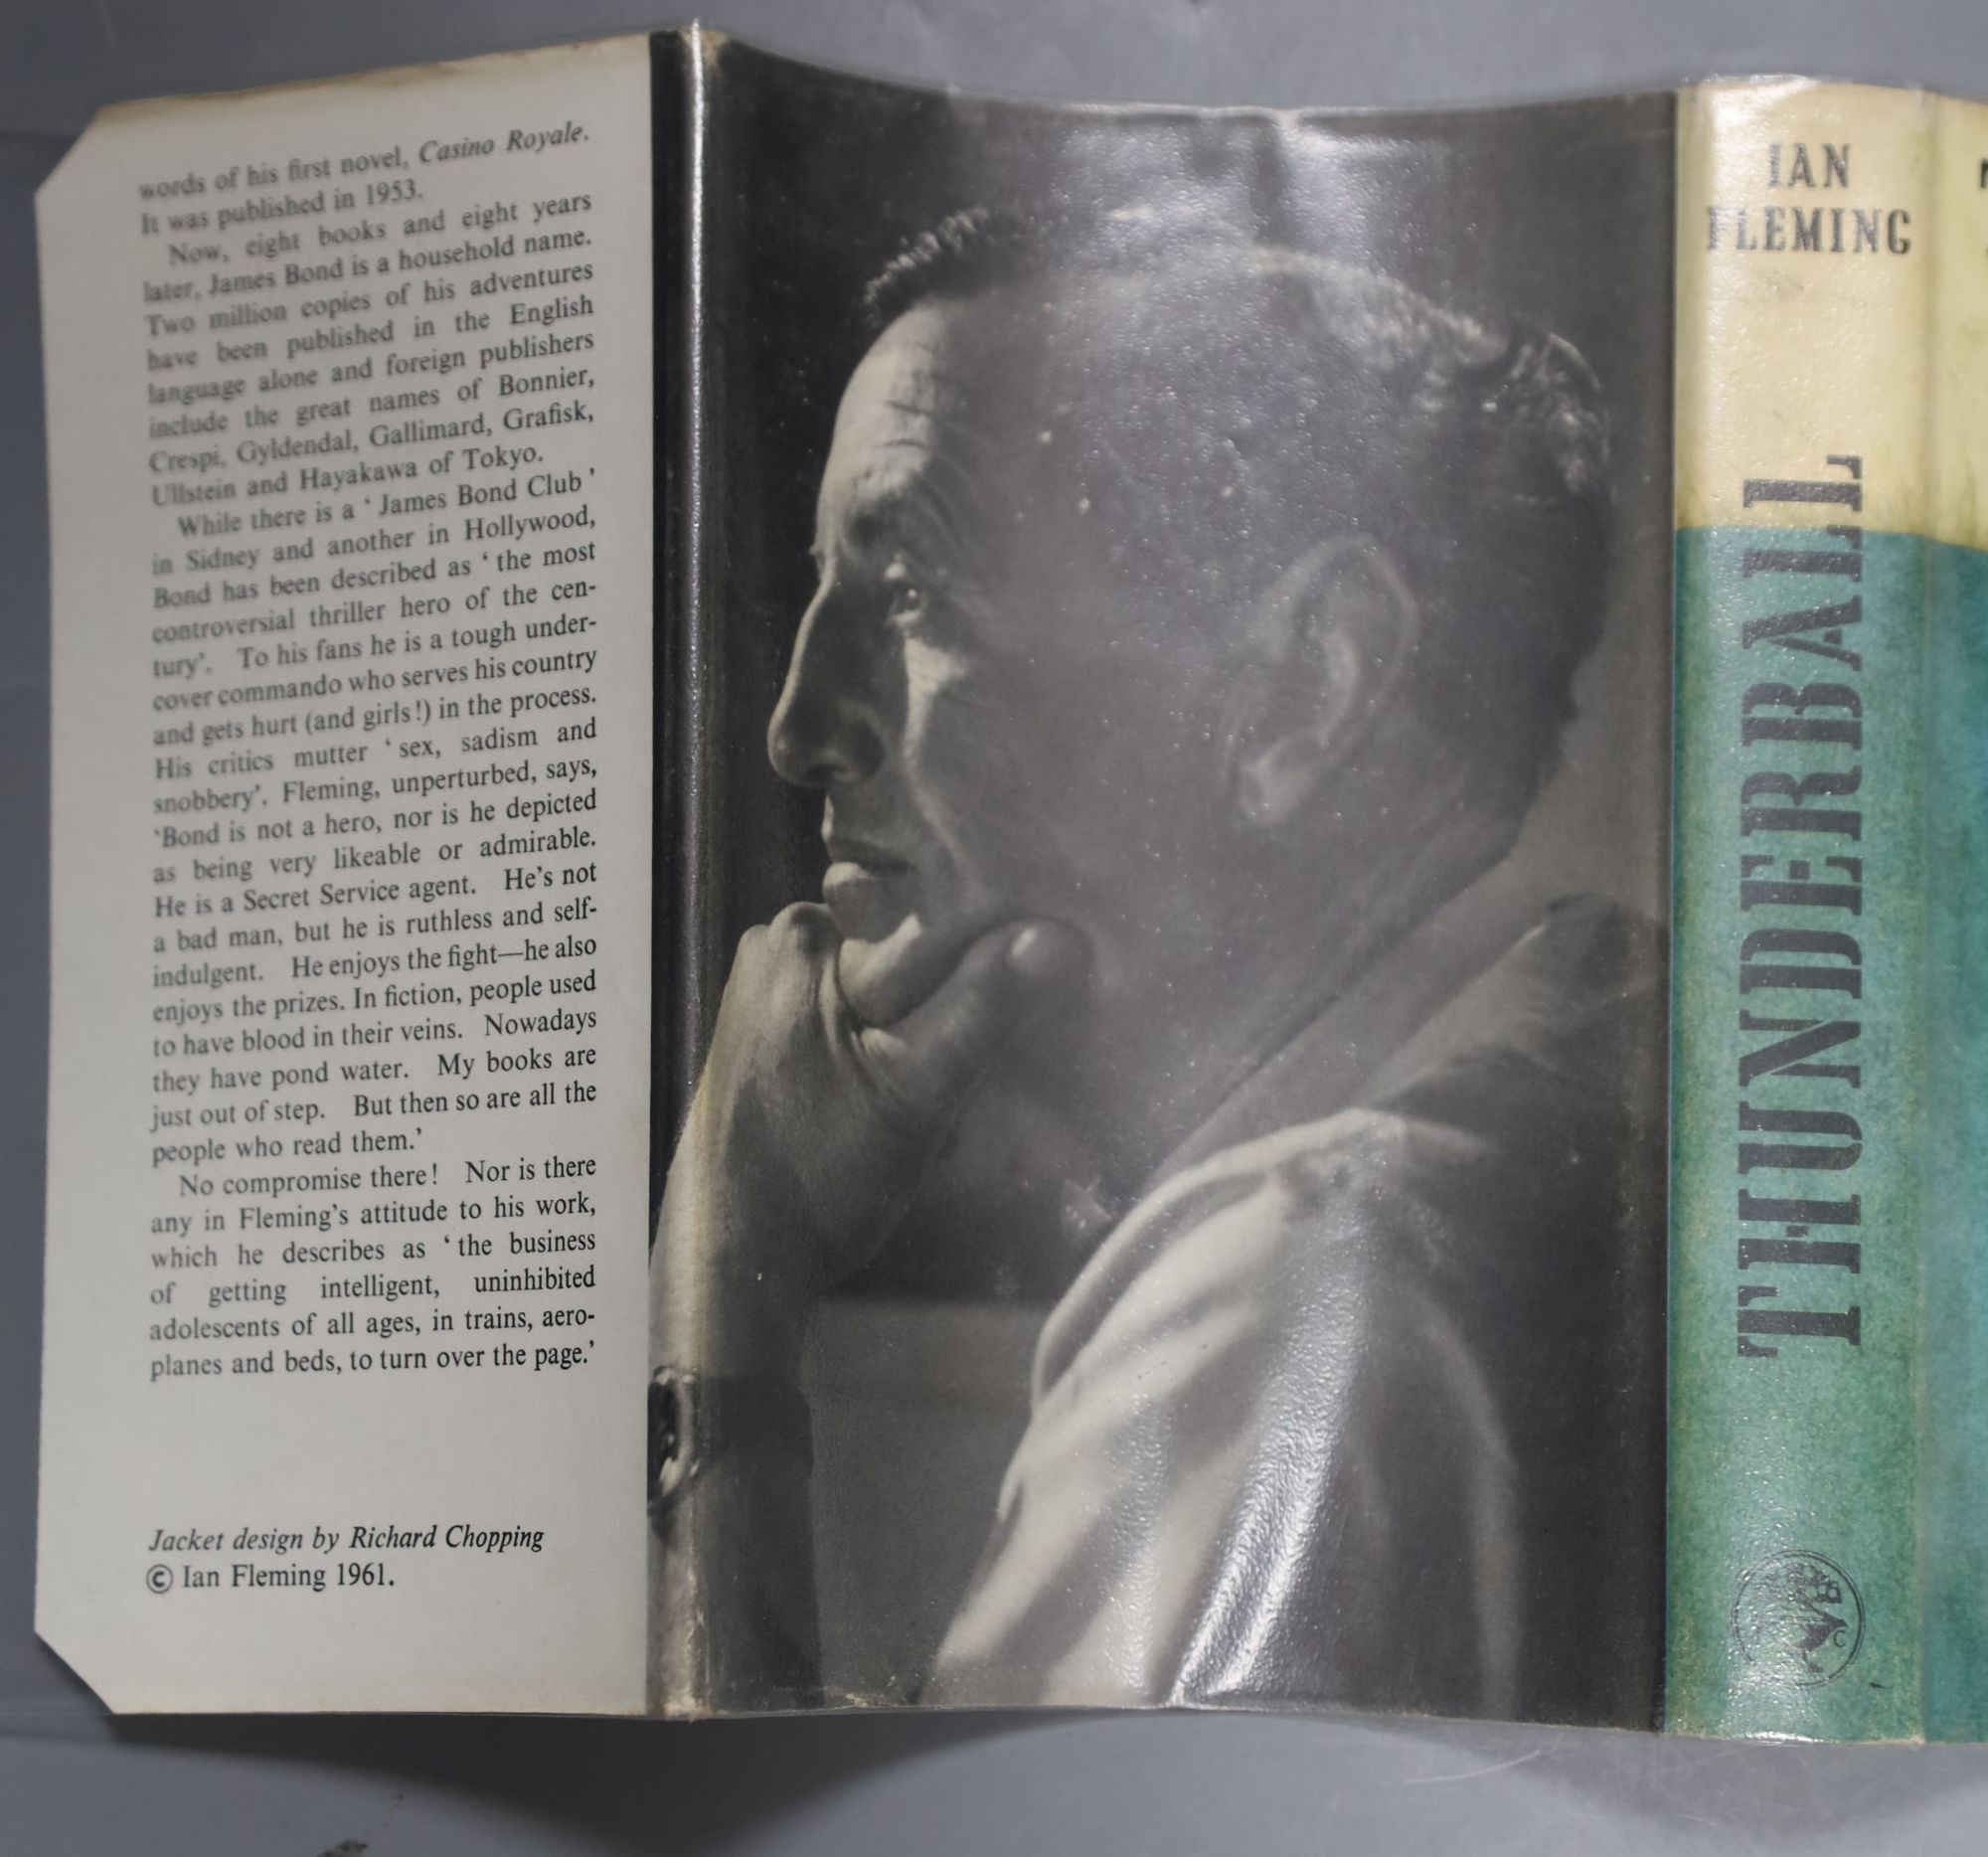 words of his first novel, Casino Royale.
It was published in 1953.
Now, eight books and eight years
later, James Bond is a household name.
Two million copies of his adventures
have been published in the English
language alone and foreign publishers
include the great names of Bonnier,
Crespi, Gyldendal, Gallimard, Grafisk,
Ullstein and Hayakawa of Tokyo.
While there is a ‘ James Bond Club ’
in Sidney and another in Hollywood,
Bond has been described as ‘ the most
controversial thriller hero of the cen-
tury’. To his fans he is a tough under-
cover commando who serves his country
and gets hurt (and girls!) in the process.
His critics mutter ‘ sex, sadism and
snobbery’. Fleming, unperturbed, says,
‘Bond is not a hero, nor is he depicted
as being very likeable or admirable.
He is a Secret Service agent. He’s not
a bad man, but he is ruthless and self-
indulgent. He enjoys the fight—he also
enjoys the prizes. In fiction, people used
to have blood in their veins. Nowadays
they have pond water. My books are
just out of step. But then so are all the
people who read them.’
No compromise there! Nor is there
any in Fleming’s attitude to his work,
which he describes as ‘ the business
of getting intelligent, uninhibited
adolescents of all ages, in trains, aero-
planes and beds, to turn over the page.’
Jacket design by Richard Chopping
© Ian Fleming 1961.
IAN
FLEMING
THUNDERBALL